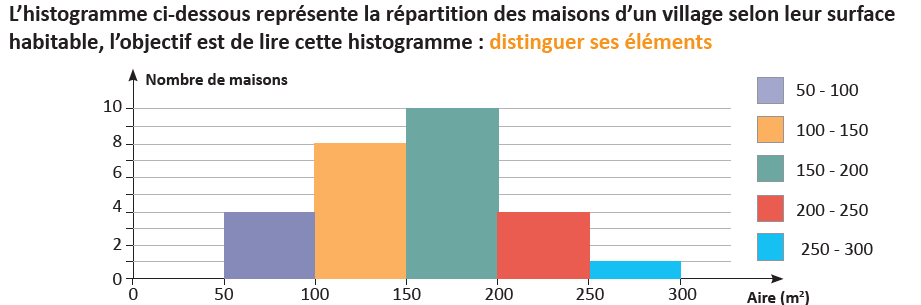 L’histogramme ci-dessous représente la répartition des maisons d’un village selon leur surface
habitable, l’objectif est de lire cette histogramme : distinguer ses éléments
Nombre de maisons
10
8
6
4
2
0
0 50 100 150 200 250 300
Aire (m²)
50 - 100
100 - 150
150 - 200
200 - 250
250 - 300